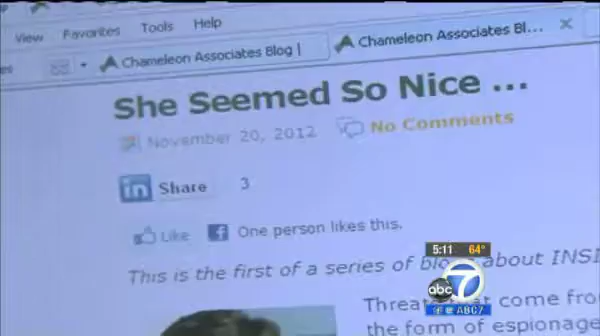 View Favorites Tools Help
Chameleon Associates Blog |
Chameleon Associates Bl...
She Seemed So Nice ...
November 20, 2012 No Comments
in Share 3
Like f One person likes this.
5:11 64°
This is the first of a series of about INSI
abc 7
ABC7
come fro
the form of espionage